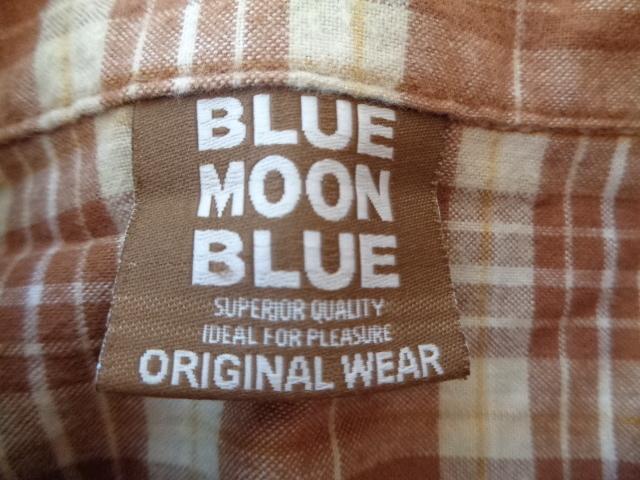 BLUE
MOON
BLUE
SUPERIOR QUALITY
IDEAL FOR PLEASURE
ORIGINAL WEAR